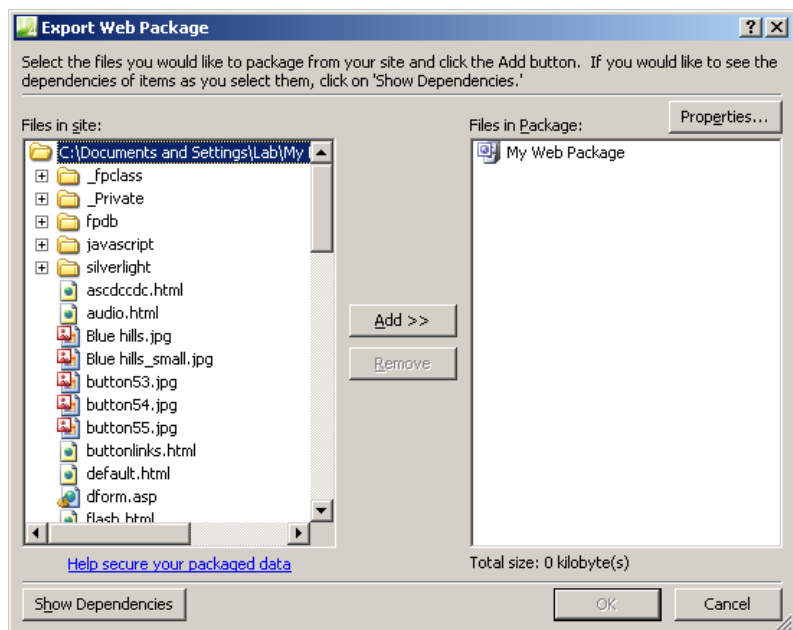 Export Web Package
Select the files you would like to package from your site and click the Add button. If you would like to see the
dependencies of items as you select them, click on 'Show Dependencies.'
Properties...
Files in site:
Files in Package:
C:\Documents and Settings\Lab\My
My Web Package
_fpclass
_Private
fpdb
javascript
silverlight
ascdccdc.html
audio.html
Blue hills.jpg
Blue hills_small.jpg
button53.jpg
button54.jpg
button55.jpg
buttonlinks.html
default.html
dform.asp
flash.html
Add >>
Remove
Help secure your packaged data
Total size: 0 kilobyte(s)
Show Dependencies
OK
Cancel